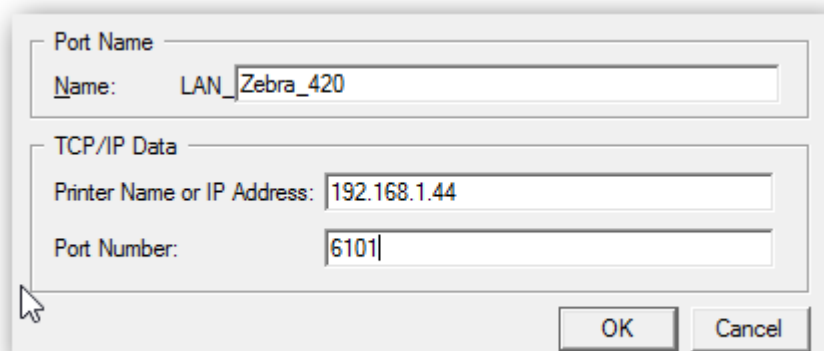 Port Name
Name: LAN_Zebra_420
TCP/IP Data
Printer Name or IP Address: 192.168.1.44
Port Number: 6101
OK Cancel